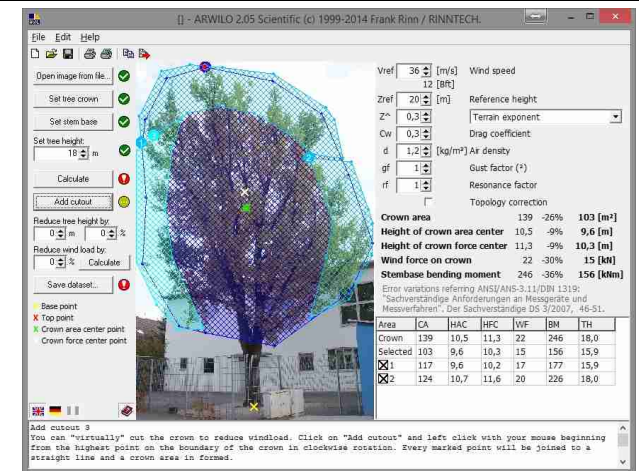 {} - ARWILO 2.05 Scientific (c) 1999-2014 Frank Rinn / RINNTECH.
File Edit Help
Open image from file...
Set tree crown
Set stem base
Set tree height:
18 m
Calculate
Add cutout
Reduce tree height by:
0 m 0 %
Reduce wind load by:
0 % Calculate
Save dataset...
Base point
X Top point
X Crown area center point
Crown force center point
Vref 36 [m/s] Wind speed
12 [Bft]
Zref 20 [m] Reference height
Z^ 0,3 Terrain exponent
Cw 0,3 Drag coefficient
d 1,2 [kg/m³] Air density
gf 1 Gust factor (²)
rf 1 Resonance factor
Topology correction
Crown area 139 -26% 103 [m²]
Height of crown area center 10,5 -9% 9,6 [m]
Height of crown force center 11,3 -9% 10,3 [m]
Wind force on crown 22 -30% 15 [kN]
Stembase bending moment 246 -36% 156 [kNm]
Error variations referring ANSI/ANS-3.11/DIN 1319:
"Sachverständige Anforderungen an Messgeräte und
Messverfahren". Der Sachverständige DS 3/2007, 46-51.
Area CA HAC HFC WF BM TH
Crown 139 10,5 11,3 22 246 18,0
Selected 103 9,6 10,3 15 156 15,9
1 117 9,6 10,2 17 177 15,9
2 124 10,7 11,6 20 226 18,0
Add cutout 3
You can "virtually" cut the crown to reduce windload. Click on "Add cutout" and left click with your mouse beginning
from the highest point on the boundary of the crown in clockwise rotation. Every marked point will be joined to a
straight line and a crown area in formed.